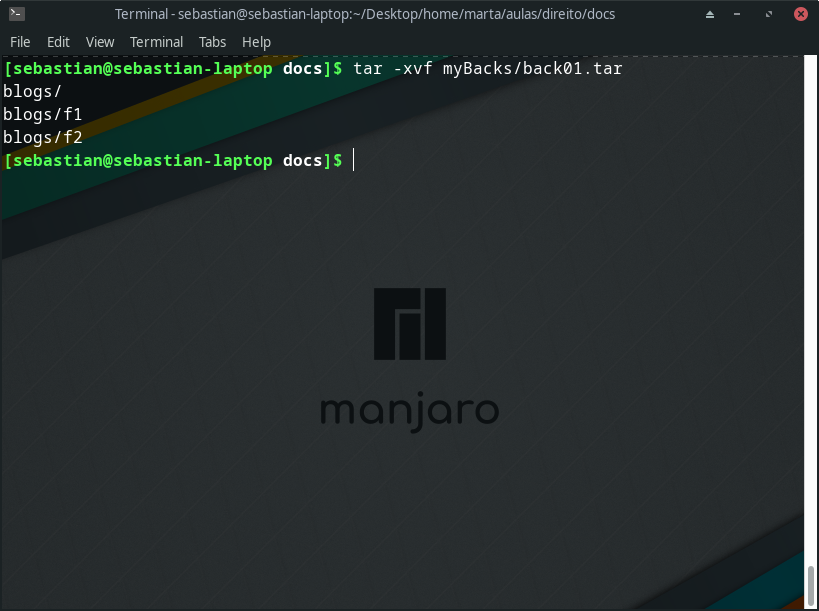 Terminal - sebastian@sebastian-laptop:~/Desktop/home/marta/aulas/direito/docs
File Edit View Terminal Tabs Help
[sebastian@sebastian-laptop docs]$ tar -xvf myBacks/back01.tar
blogs/
blogs/f1
blogs/f2
[sebastian@sebastian-laptop docs]$
manjaro